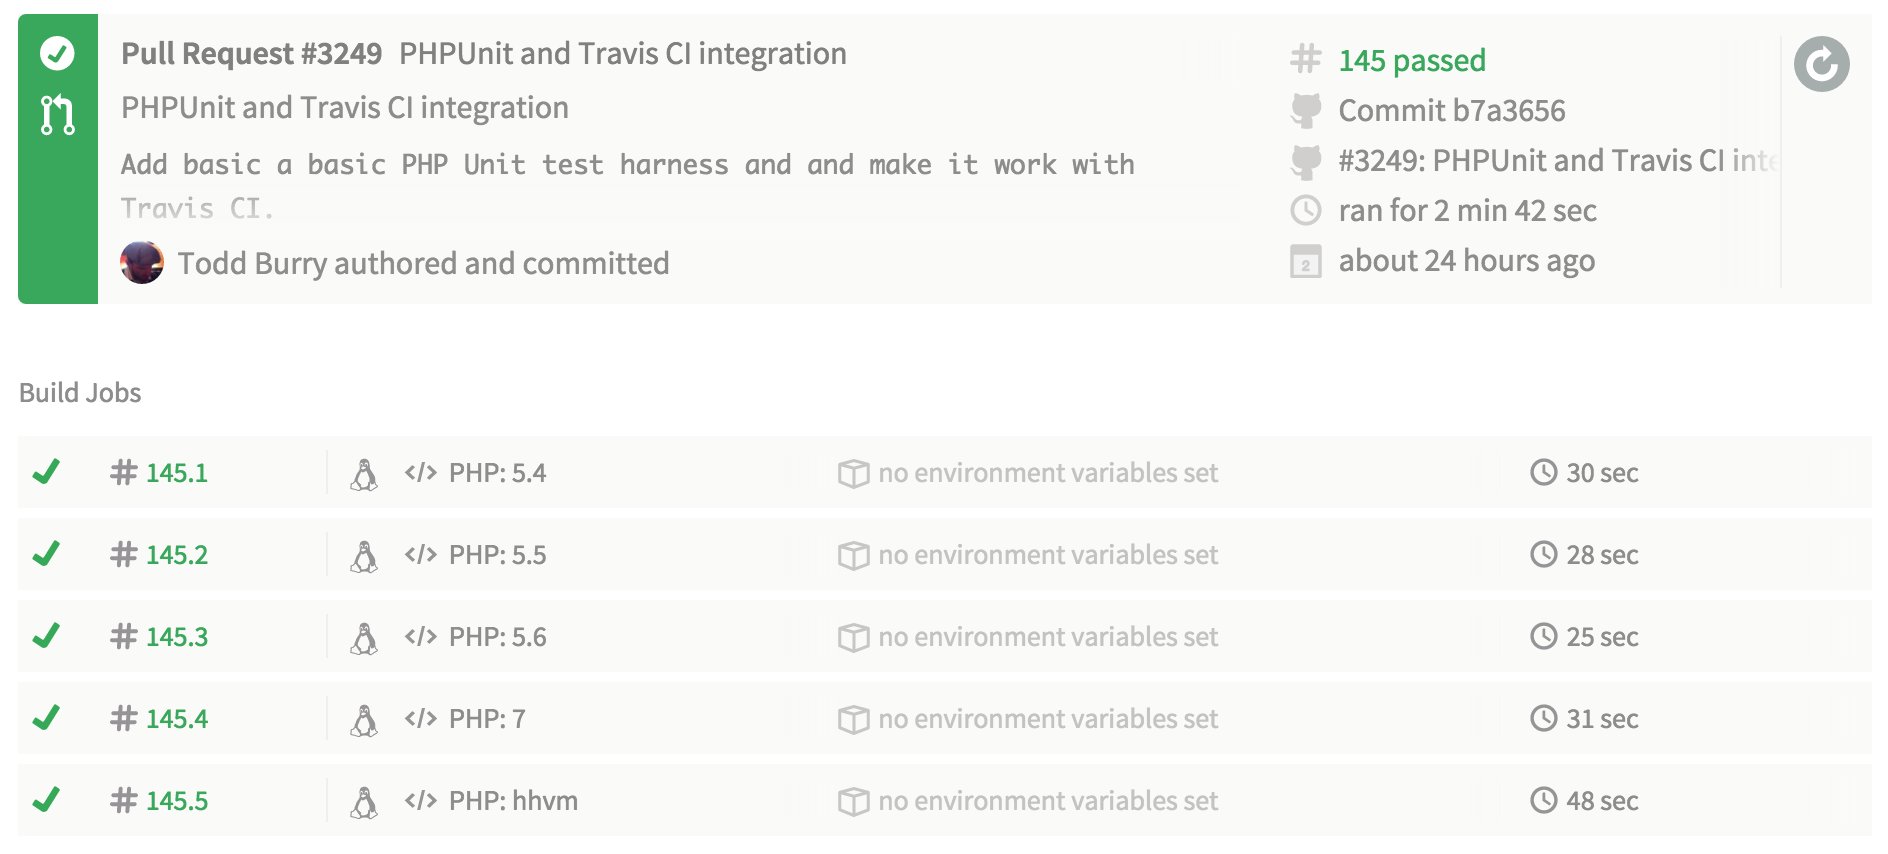 Pull Request #3249 PHPUnit and Travis CI integration
PHPUnit and Travis CI integration
Add basic a basic PHP Unit test harness and and make it work with
Travis CI.
Todd Burry authored and committed
# 145 passed
Commit b7a3656
#3249: PHPUnit and Travis CI inte
ran for 2 min 42 sec
2 about 24 hours ago
Build Jobs
# 145.1 </> PHP: 5.4 no environment variables set 30 sec
# 145.2 </> PHP: 5.5 no environment variables set 28 sec
# 145.3 </> PHP: 5.6 no environment variables set 25 sec
# 145.4 </> PHP: 7 no environment variables set 31 sec
# 145.5 </> PHP: hhvm no environment variables set 48 sec